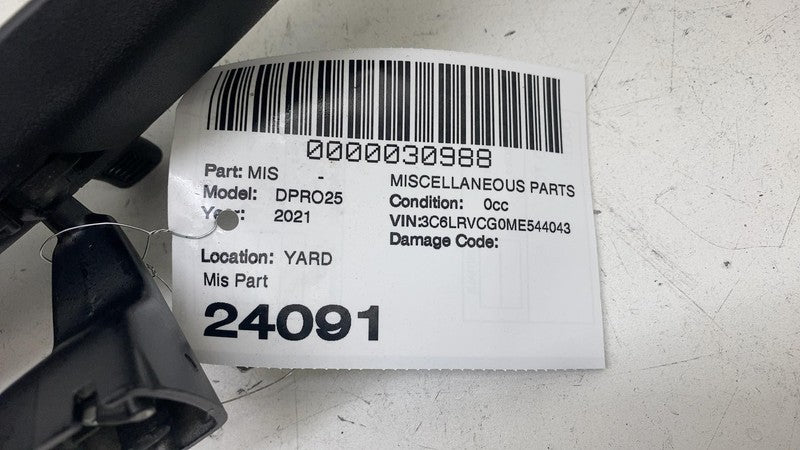 0000030988
Part: MIS -
MISCELLANEOUS PARTS
Model: DPRO25
Condition: 0cc
Year: 2021
VIN:3C6LRVCG0ME544043
Damage Code:
Location: YARD
Mis Part
24091